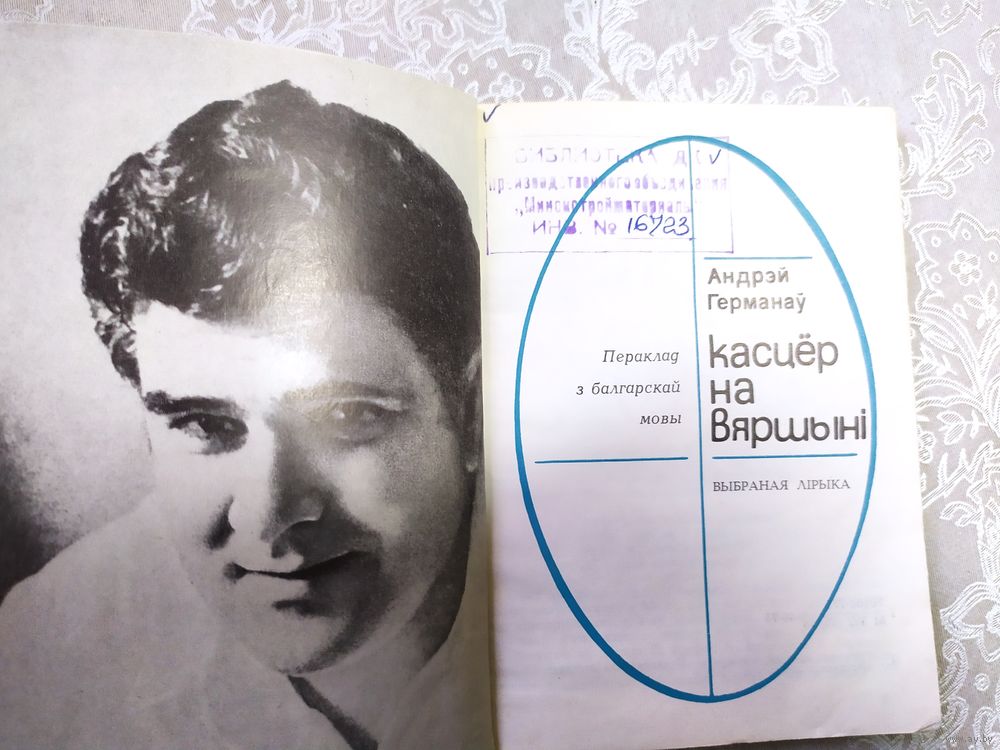 БИБЛИОТЕКА ДК
производственного объединения
„Минскстройматериалы"
ИНВ. № 16723
Андрэй
Германаў
Касцёр
на
вяршыні
Пераклад
з балгарскай
мовы
ВЫБРАНАЯ ЛІРЫКА